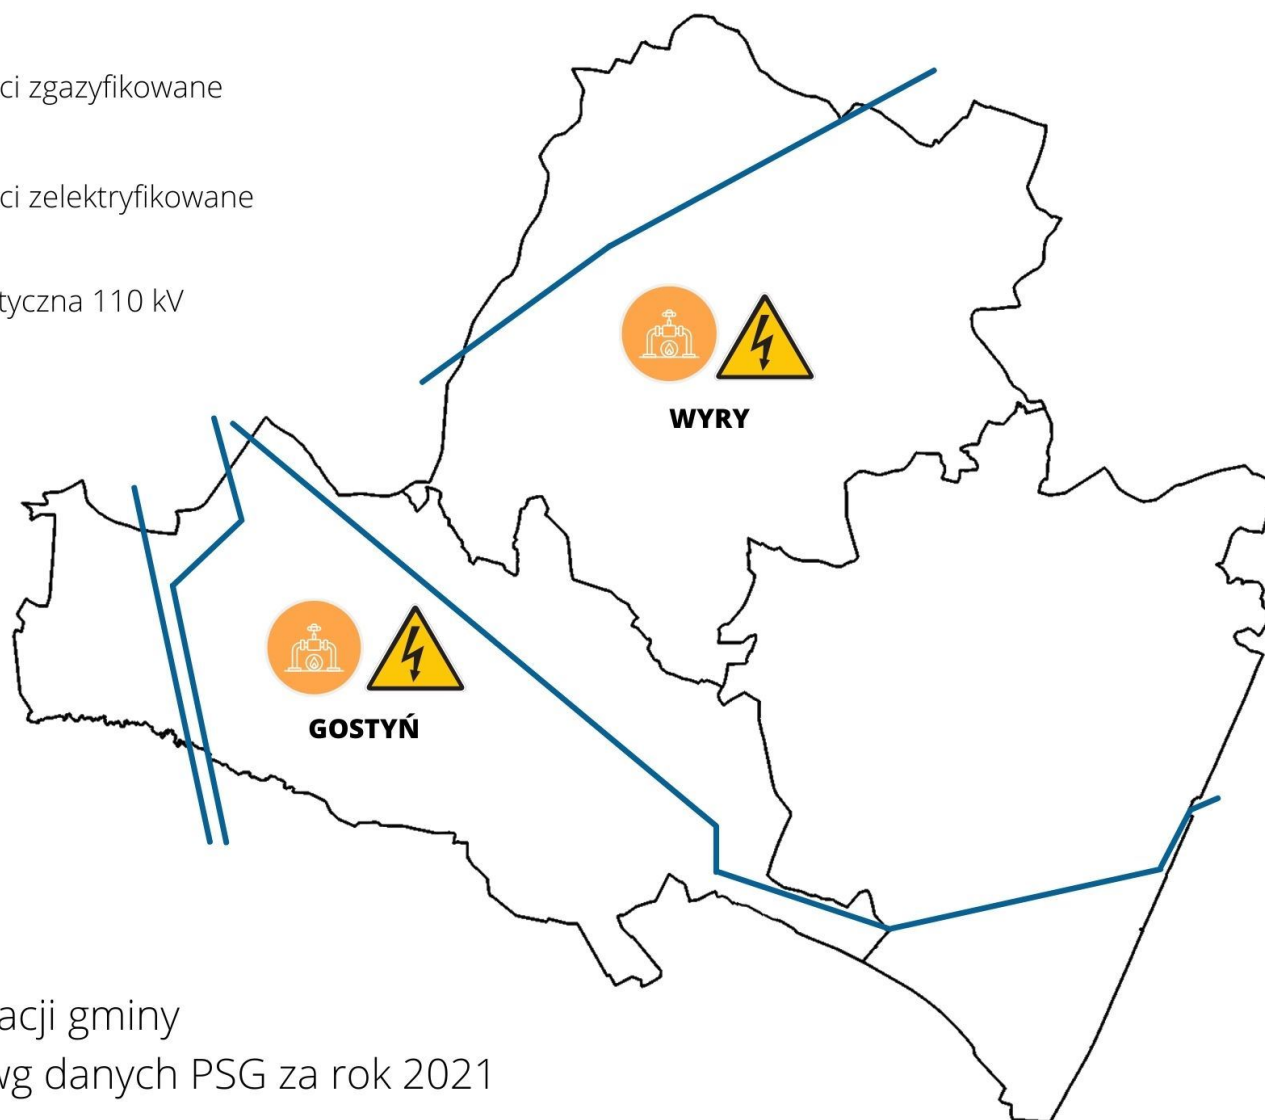 ci zgazyfikowane
ci zelektryfikowane
tyczna 110 kV
WYRY
GOSTYŃ
acji gminy
wg danych PSG za rok 2021